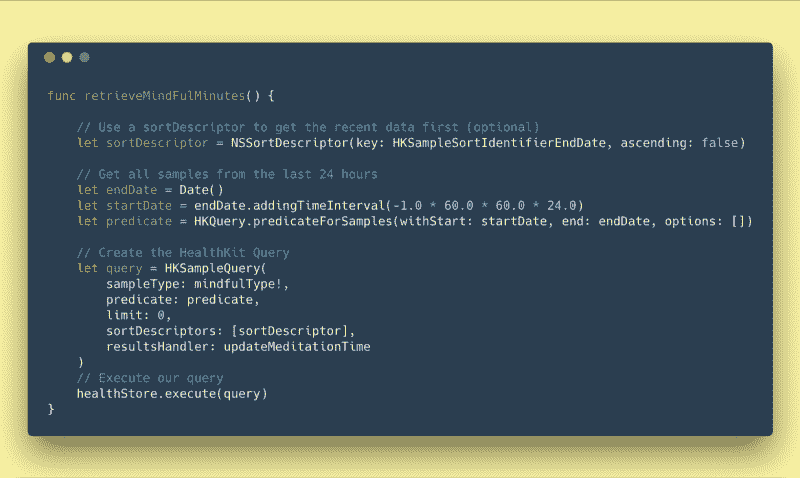 func retrieveMindFulMinutes() {
// Use a sortDescriptor to get the recent data first (optional)
let sortDescriptor = NSSortDescriptor(key: HKSampleSortIdentifierEndDate, ascending: false)
// Get all samples from the last 24 hours
let endDate = Date()
let startDate = endDate.addingTimeInterval(-1.0 * 60.0 * 60.0 * 24.0)
let predicate = HKQuery.predicateForSamples(withStart: startDate, end: endDate, options: [])
// Create the HealthKit Query
let query = HKSampleQuery(
sampleType: mindfulType!,
predicate: predicate,
limit: 0,
sortDescriptors: [sortDescriptor],
resultsHandler: updateMeditationTime
)
// Execute our query
healthStore.execute(query)
}